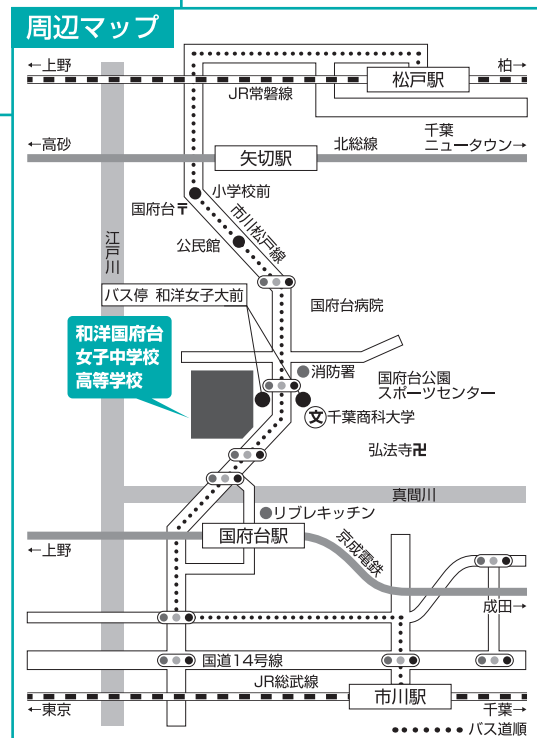 周辺マップ
←上野
柏→
松戸駅
JR常磐線
千葉
ニュータウン→
←高砂
北総線
矢切駅
小学校前
国府台〒
市川松戸線
公民館
江戸川
バス停 和洋女子大前
国府台病院
和洋国府台
女子中学校
高等学校
消防署
国府台公園
スポーツセンター
文千葉商科大学
弘法寺卍
真間川
リブレキッチン
国府台駅
京成電鉄
←上野
成田→
国道14号線
JR総武線
市川駅
←東京
千葉→
バス道順